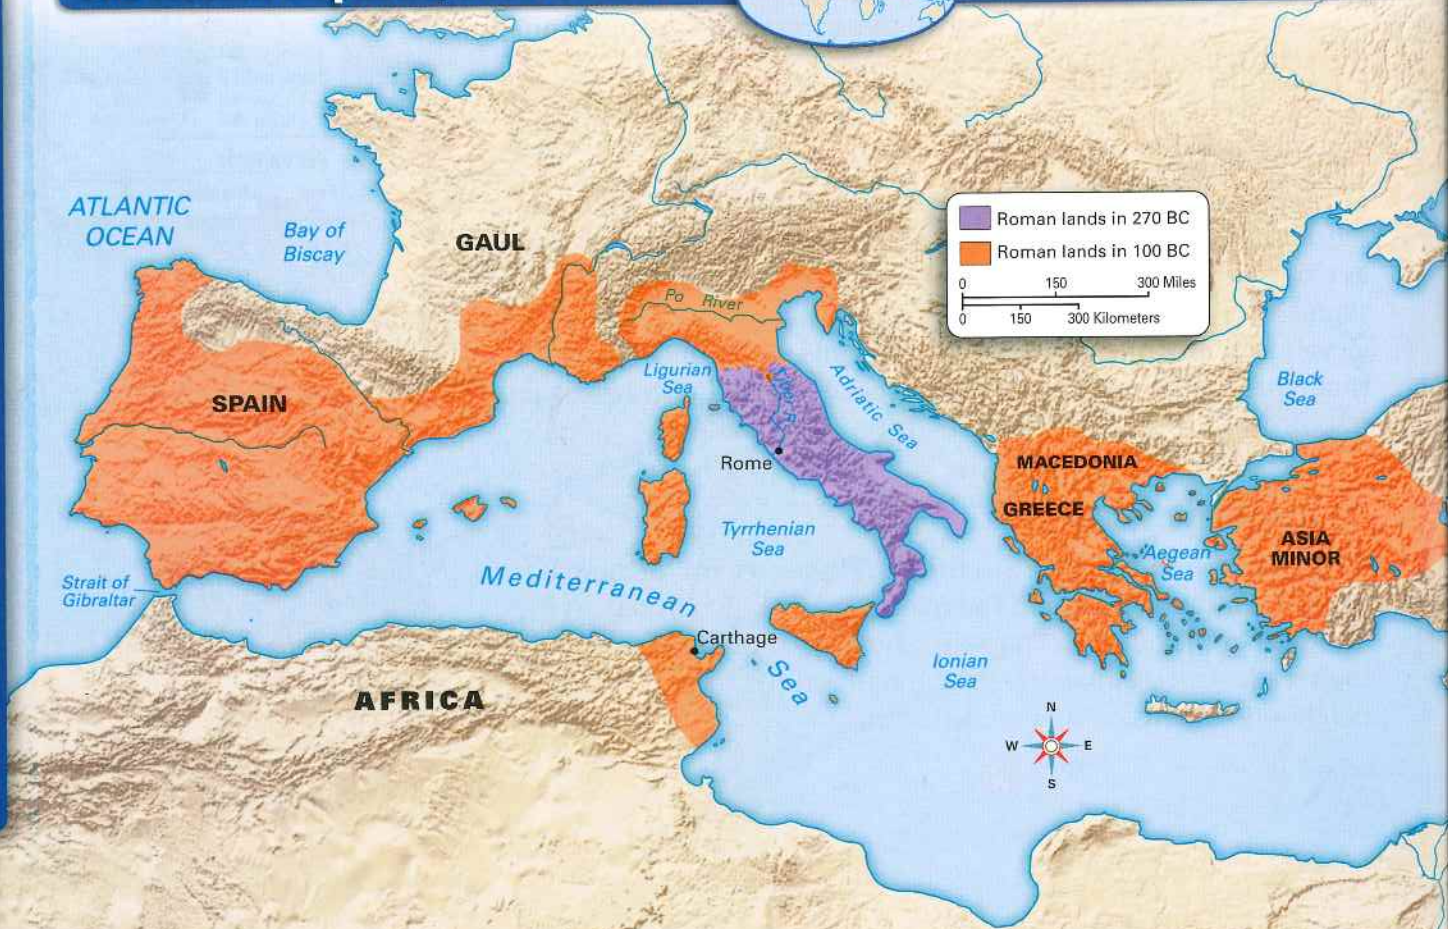 ATLANTIC
OCEAN
Bay of
Biscay
GAUL
Roman lands in 270 BC
Roman lands in 100 BC
0 150 300 Miles
0 150 300 Kilometers
Po River
Ligurian
Sea
Tiber R.
Adriatic Sea
Black
Sea
SPAIN
Rome
MACEDONIA
GREECE
Tyrrhenian
Sea
Aegean
Sea
ASIA
MINOR
Strait of
Gibraltar
Mediterranean
Sea
Carthage
Ionian
Sea
AFRICA
N
W E
S